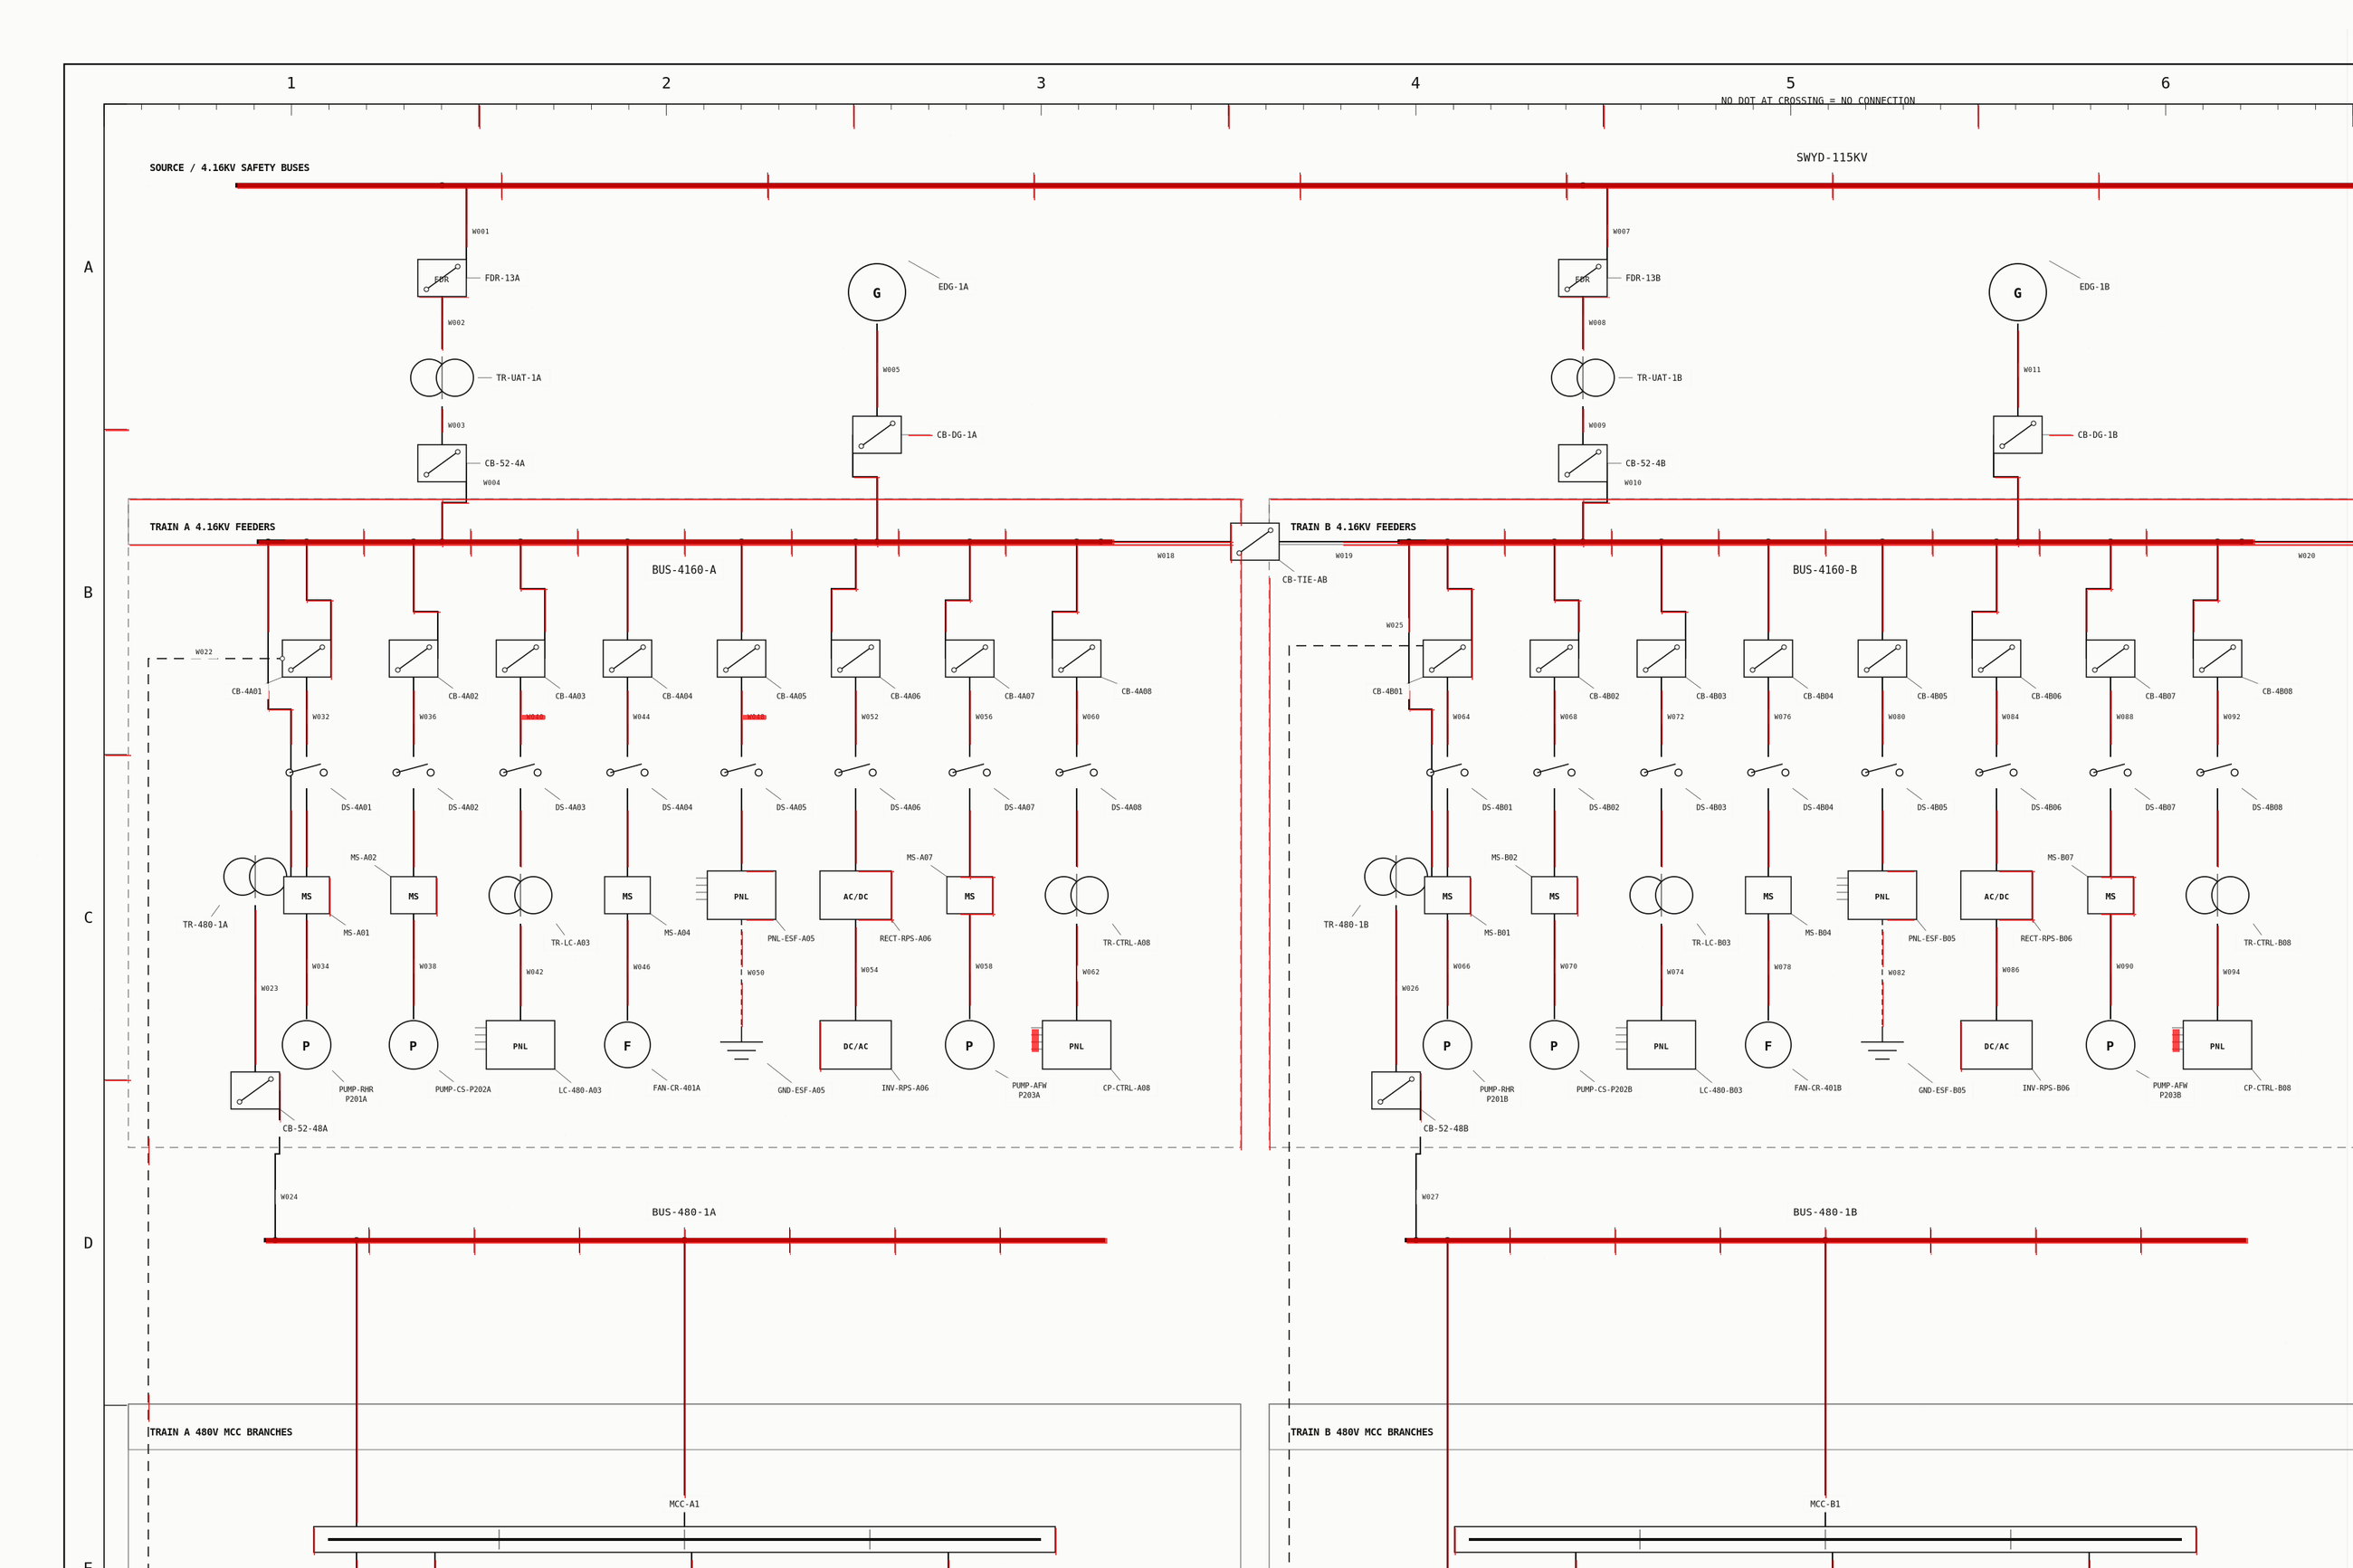 1 2 3 4 5 6
NO DOT AT CROSSING = NO CONNECTION
SWYD-115KV
SOURCE / 4.16KV SAFETY BUSES
W001 W007
A
FDR FDR-13A G EDG-1A FDR FDR-13B G EDG-1B
W002 W008
W005 W011
TR-UAT-1A TR-UAT-1B
W003 W009
CB-DG-1A CB-DG-1B
CB-52-4A CB-52-4B
W004 W010
TRAIN A 4.16KV FEEDERS TRAIN B 4.16KV FEEDERS
W018 W019 W020
BUS-4160-A BUS-4160-B
CB-TIE-AB
B
W025
W022
CB-4A01 CB-4A02 CB-4A03 CB-4A04 CB-4A05 CB-4A06 CB-4A07 CB-4A08 CB-4B01 CB-4B02 CB-4B03 CB-4B04 CB-4B05 CB-4B06 CB-4B07 CB-4B08
W032 W036 W040 W044 W048 W052 W056 W060 W064 W068 W072 W076 W080 W084 W088 W092
DS-4A01 DS-4A02 DS-4A03 DS-4A04 DS-4A05 DS-4A06 DS-4A07 DS-4A08 DS-4B01 DS-4B02 DS-4B03 DS-4B04 DS-4B05 DS-4B06 DS-4B07 DS-4B08
MS-A02 MS-A07 MS-B02 MS-B07
MS MS MS PNL AC/DC MS MS MS MS PNL AC/DC MS
C
TR-480-1A MS-A01 TR-LC-A03 MS-A04 PNL-ESF-A05 RECT-RPS-A06 TR-CTRL-A08 TR-480-1B MS-B01 TR-LC-B03 MS-B04 PNL-ESF-B05 RECT-RPS-B06 TR-CTRL-B08
W034 W038 W042 W046 W050 W054 W058 W062 W066 W070 W074 W078 W082 W086 W090 W094
W023 W026
P P PNL F DC/AC P PNL P P PNL F DC/AC P PNL
PUMP-RHR PUMP-CS-P202A LC-480-A03 FAN-CR-401A GND-ESF-A05 INV-RPS-A06 PUMP-AFW CP-CTRL-A08 PUMP-RHR PUMP-CS-P202B LC-480-B03 FAN-CR-401B GND-ESF-B05 INV-RPS-B06 PUMP-AFW CP-CTRL-B08
P201A P203A P201B P203B
CB-52-48A CB-52-48B
W024 W027
BUS-480-1A BUS-480-1B
D
TRAIN A 480V MCC BRANCHES TRAIN B 480V MCC BRANCHES
MCC-A1 MCC-B1